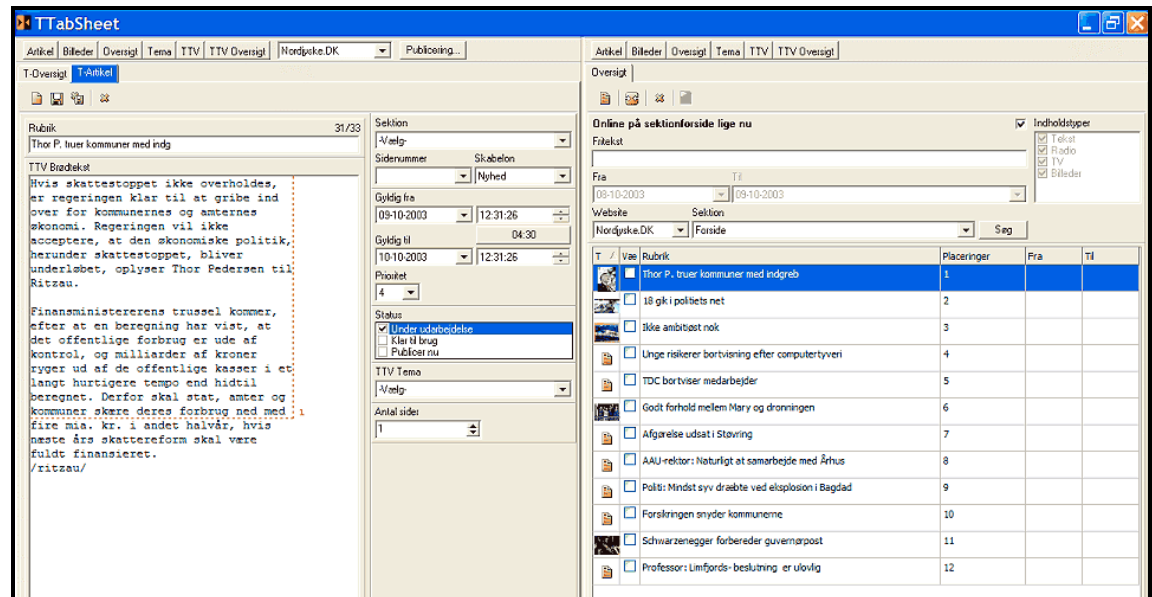 TTabSheet
Artikel Billeder Oversigt Tema TTV TTV Oversigt Nordjyske.DK Publicering...
T-Oversigt T-Artikel
Rubrik 31/33
Thor P. truer kommuner med indg
TTV Brødtekst
Hvis skattestoppet ikke overholdes,
er regeringen klar til at gribe ind
over for kommunernes og amternes
økonomi. Regeringen vil ikke
acceptere, at den økonomiske politik,
herunder skattestoppet, bliver
underløbet, oplyser Thor Pedersen til
Ritzau.
Finansministererens trussel kommer,
efter at en beregning har vist, at
det offentlige forbrug er ude af
kontrol, og milliarder af kroner
ryger ud af de offentlige kasser i et
langt hurtigere tempo end hidtil
beregnet. Derfor skal stat, amter og
kommuner skære deres forbrug ned med 1
fire mia. kr. i andet halvår, hvis
næste års skattereform skal være
fuldt finansieret.
/ritzau/
Sektion
-Vælg-
Sidenummer Skabelon
Nyhed
Gyldig fra
09-10-2003 12:31:26
04:30
Gyldig til
10-10-2003 12:31:26
Prioritet
4
Status
Under udarbejdelse
Klar til brug
Publicer nu
TTV Tema
-Vælg-
Antal sider
1
Artikel Billeder Oversigt Tema TTV TTV Oversigt
Oversigt
Online på sektionforside lige nu
Fritekst
Fra Til
08-10-2003 09-10-2003
Website Sektion
Nordjyske.DK Forside Søg
Indholdstyper
Tekst
Radio
TV
Billeder
T / Væ Rubrik Placeringer Fra Til
Thor P. truer kommuner med indgreb 1
18 gik i politiets net 2
Ikke ambitiøst nok 3
Unge risikerer bortvisning efter computertyveri 4
TDC bortviser medarbejder 5
Godt forhold mellem Mary og dronningen 6
Afgørelse udsat i Støvring 7
AAU-rektor: Naturligt at samarbejde med Århus 8
Politi: Mindst syv dræbte ved eksplosion i Bagdad 9
Forsikringen snyder kommunerne 10
Schwarzenegger forbereder guvernørpost 11
Professor: Limfjords- beslutning er ulovlig 12